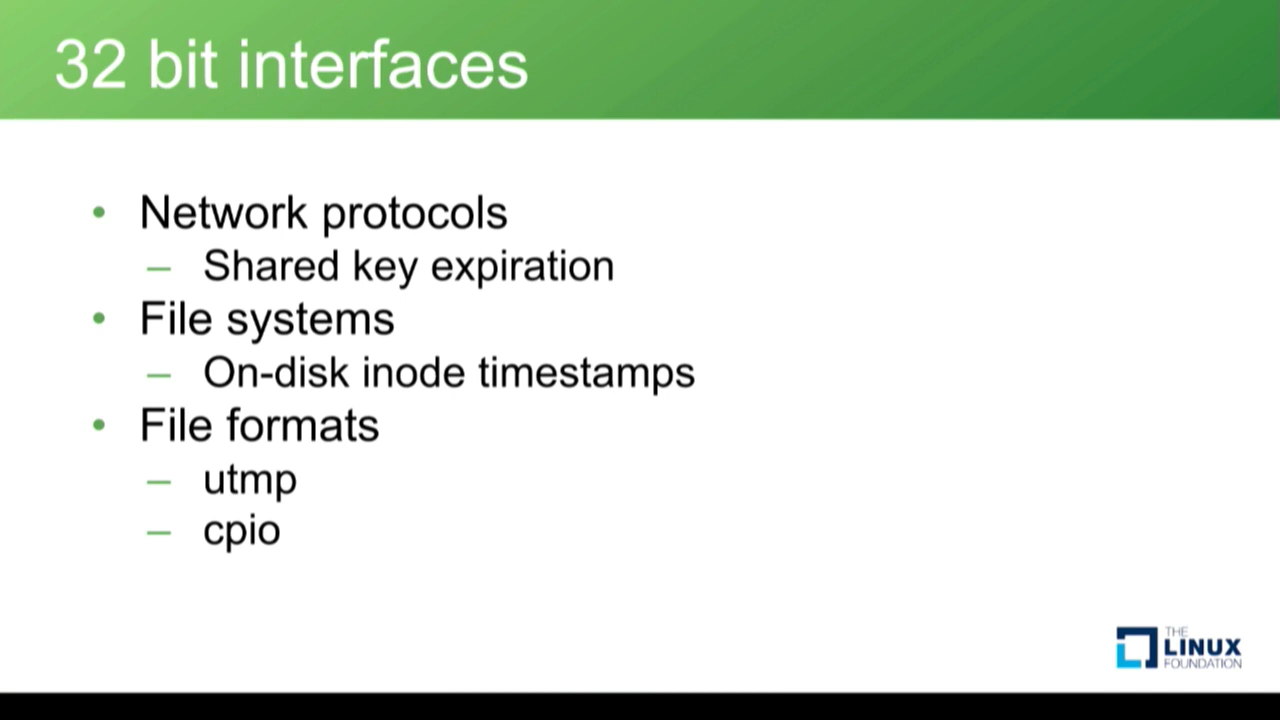 32 bit interfaces
• Network protocols
– Shared key expiration
• File systems
– On-disk inode timestamps
• File formats
– utmp
– cpio
THE
LINUX
FOUNDATION